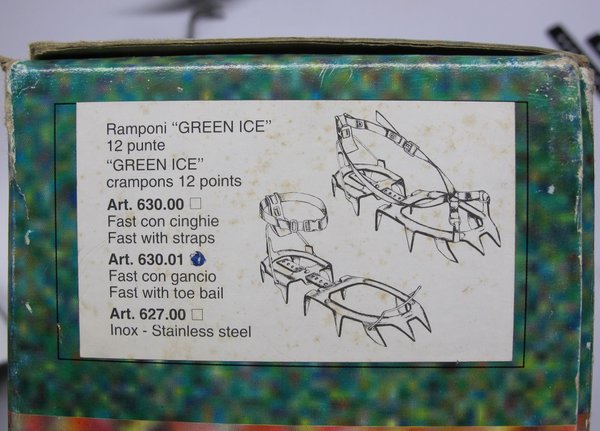 Ramponi “GREEN ICE”
12 punte
“GREEN ICE”
crampons 12 points
Art. 630.00
Fast con cinghie
Fast with straps
Art. 630.01
Fast con gancio
Fast with toe bail
Art. 627.00
Inox - Stainless steel